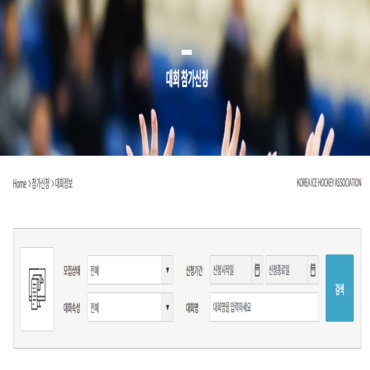 대회 참가신청
Home > 참가신청 > 대회정보
KOREA ICE HOCKEY ASSOCIATION
모집상태 전체 신청기간 신청시작일 신청종료일
대회속성 전체 대회명 대회명을 입력하세요
검색